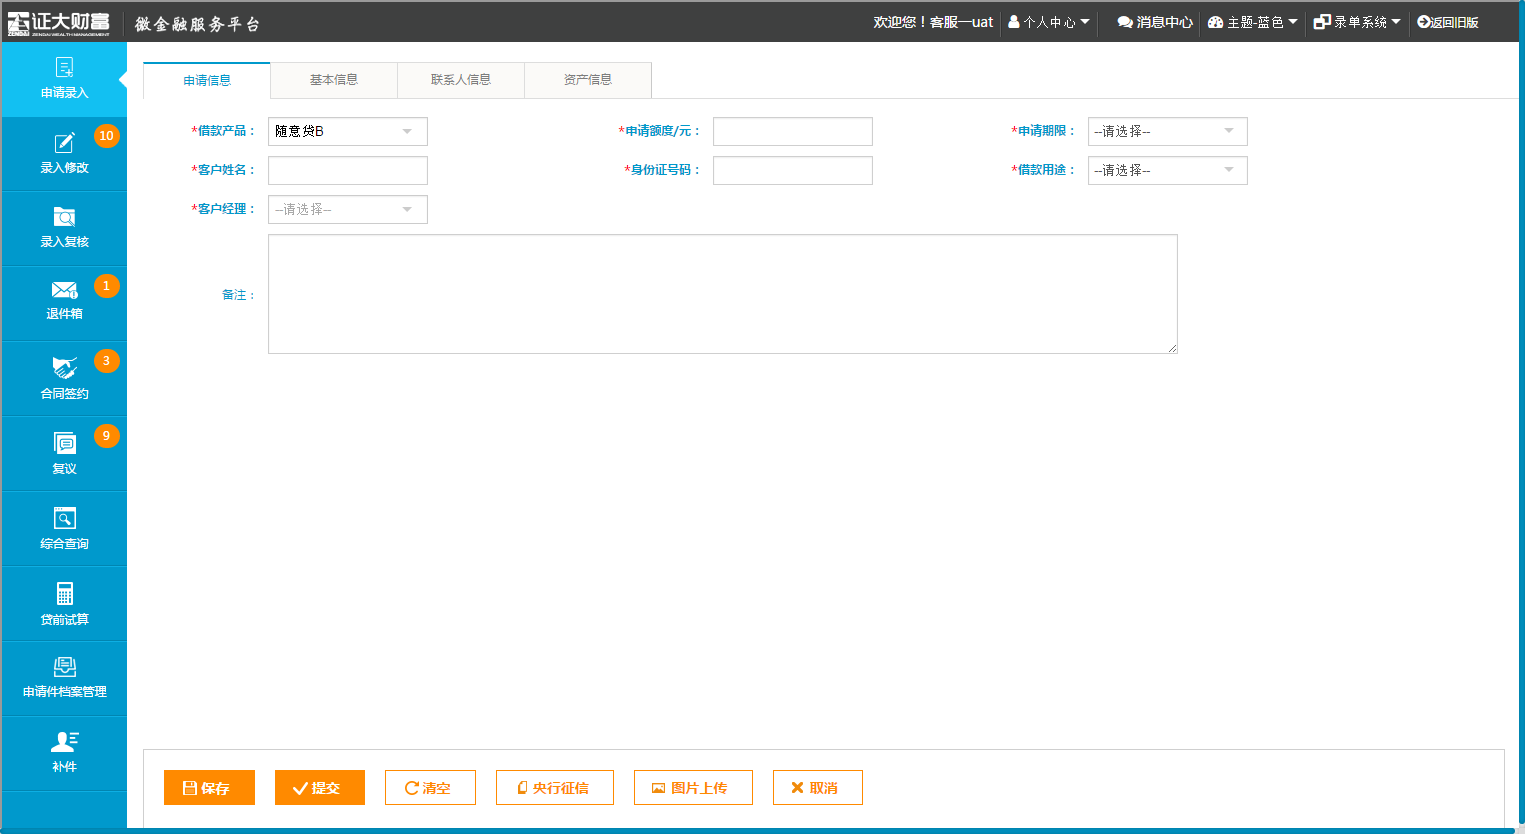 证大财富
ZENDAI WEALTH MANAGEMENT
微金融服务平台
欢迎您！客服一uat
个人中心
消息中心
主题-蓝色
录单系统
返回旧版
申请录入
10
录入修改
录入复核
1
退件箱
3
合同签约
9
复议
综合查询
贷前试算
申请件档案管理
补件
申请信息 基本信息 联系人信息 资产信息
*借款产品： 随意贷B *申请额度/元： *申请期限： --请选择--
*客户姓名： *身份证号码： *借款用途： --请选择--
*客户经理： --请选择--
备注：
保存 提交 清空 央行征信 图片上传 取消